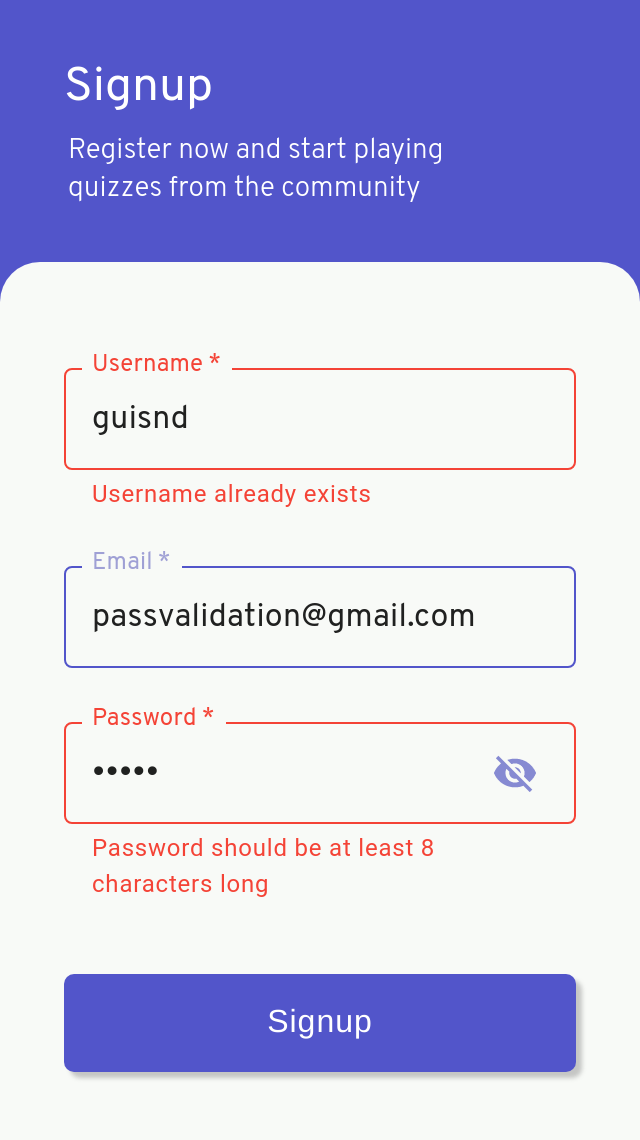 Signup
Register now and start playing
quizzes from the community
Username *
guisnd
Username already exists
Email *
passvalidation@gmail.com
Password *
•••••
Password should be at least 8
characters long
Signup